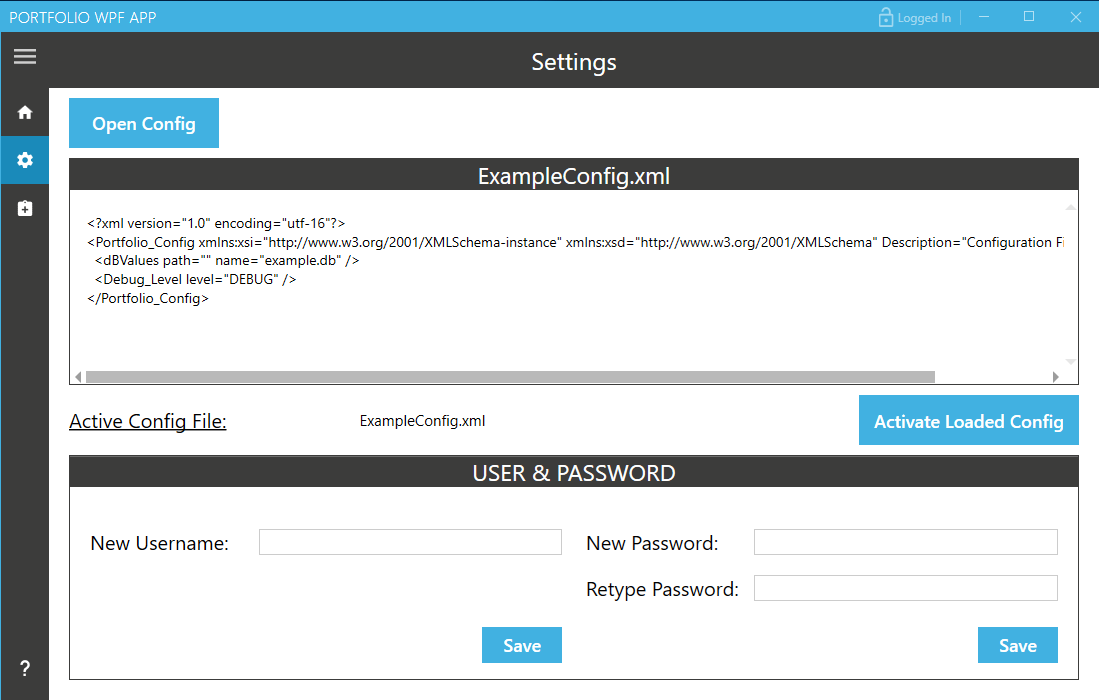 PORTFOLIO WPF APP
Logged In
Settings
Open Config
ExampleConfig.xml
<?xml version="1.0" encoding="utf-16"?>
<Portfolio_Config xmlns:xsi="http://www.w3.org/2001/XMLSchema-instance" xmlns:xsd="http://www.w3.org/2001/XMLSchema" Description="Configuration Fi
<dBValues path="" name="example.db" />
<Debug_Level level="DEBUG" />
</Portfolio_Config>
Active Config File:
ExampleConfig.xml
Activate Loaded Config
USER & PASSWORD
New Username:
New Password:
Retype Password:
Save
Save
?